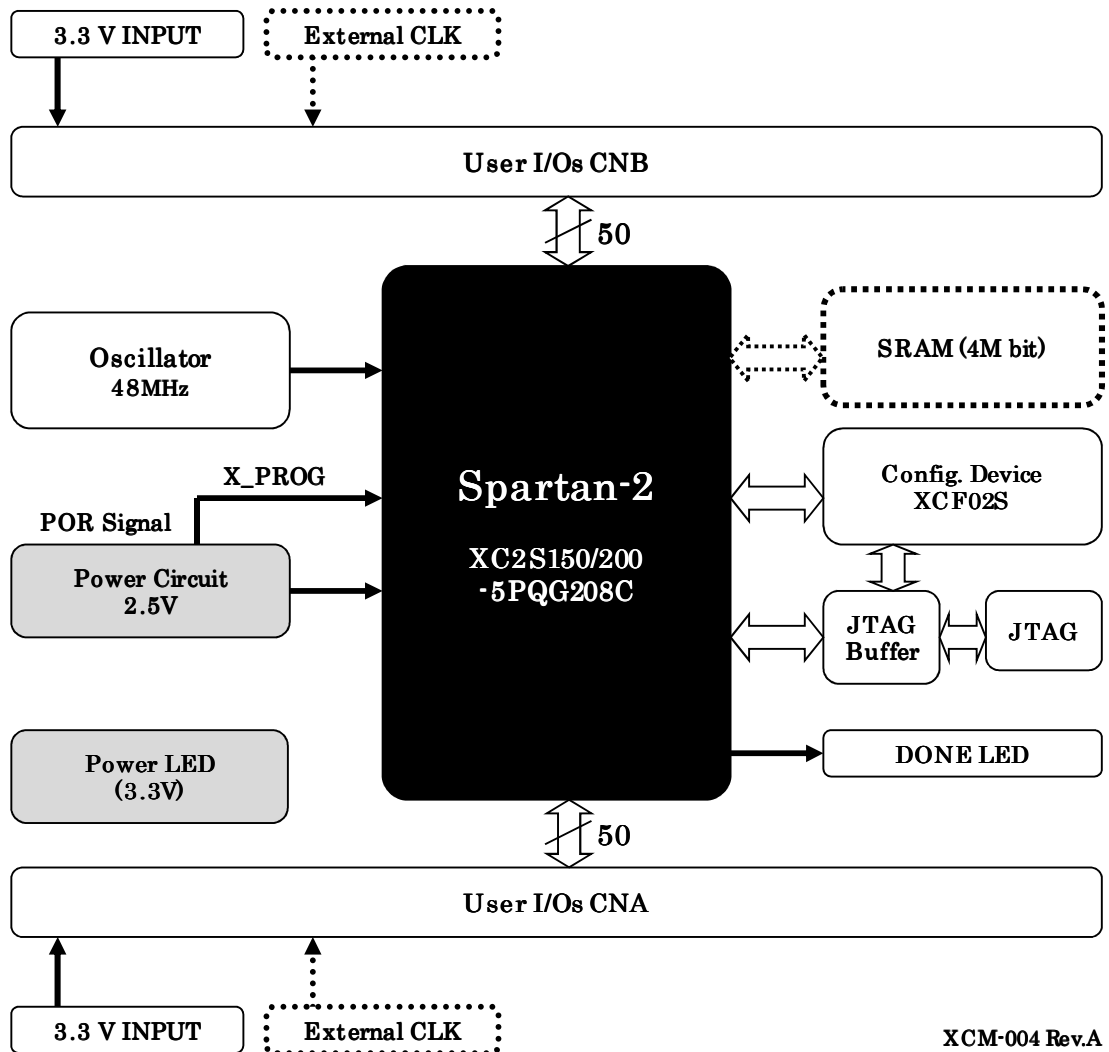 3.3 V INPUT
External CLK
User I/Os CNB
50
Oscillator
48MHz
SRAM (4M bit)
X_PROG
POR Signal
Power Circuit
2.5V
Spartan-2
XC2S150/200
-5PQG208C
Config. Device
XCF02S
JTAG
Buffer
JTAG
Power LED
(3.3V)
DONE LED
50
User I/Os CNA
3.3 V INPUT
External CLK
XCM-004 Rev.A